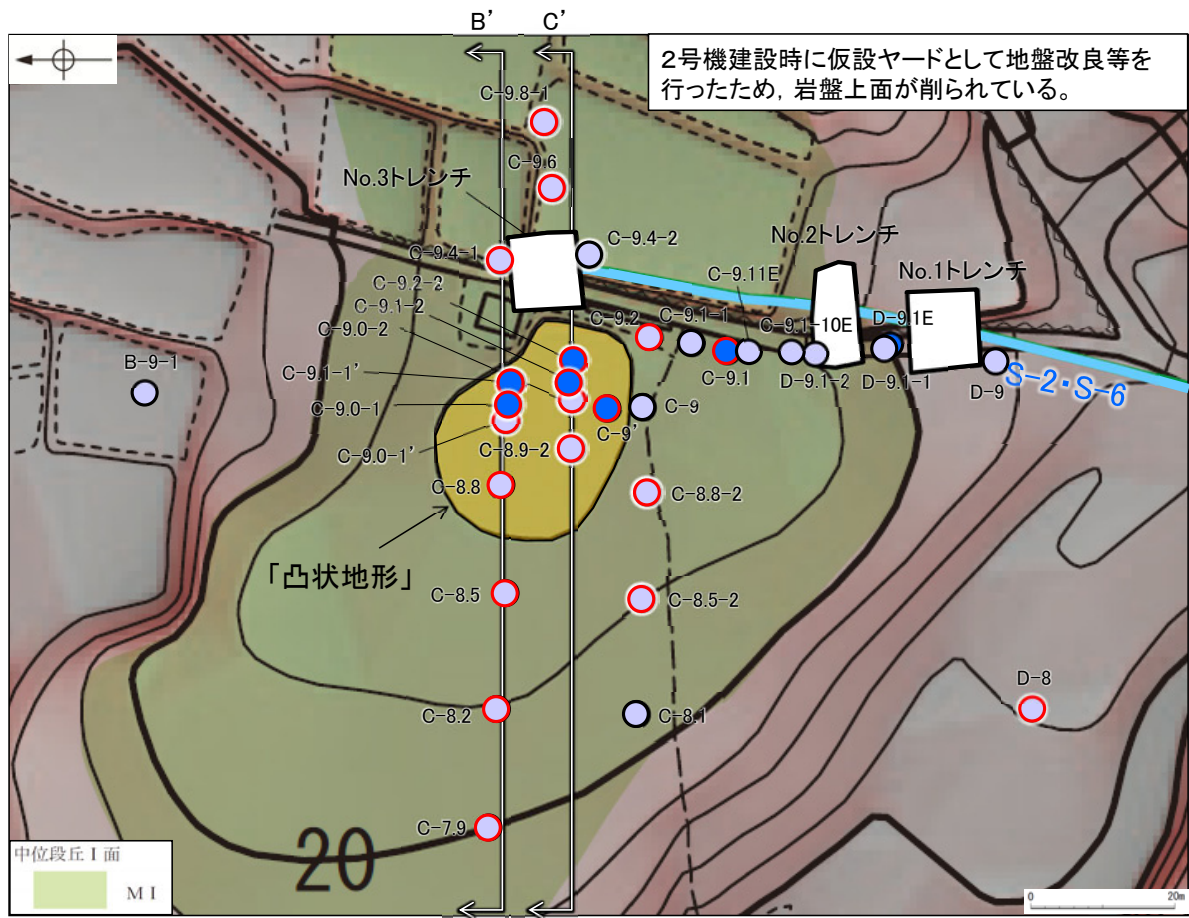 B’
C’
２号機建設時に仮設ヤードとして地盤改良等を
行ったため，岩盤上面が削られている。
C-9.8-1
C-9.6
No.3トレンチ
C-9.4-1
C-9.4-2
No.2トレンチ
No.1トレンチ
C-9.2-2
C-9.1-2
C-9.0-2
C-9.2
C-9.1-1
C-9.11E
C-9.1-10E
D-9.1E
B-9-1
C-9.1-1’
C-9.0-1
C-9.0-1’
C-8.9-2
C-9’
C-9
C-9.1
D-9.1-2
D-9.1-1
D-9
S-2・S-6
C-8.8
C-8.8-2
「凸状地形」
C-8.5
C-8.5-2
C-8.2
C-8.1
D-8
C-7.9
20
中位段丘Ⅰ面
MⅠ
0
20m